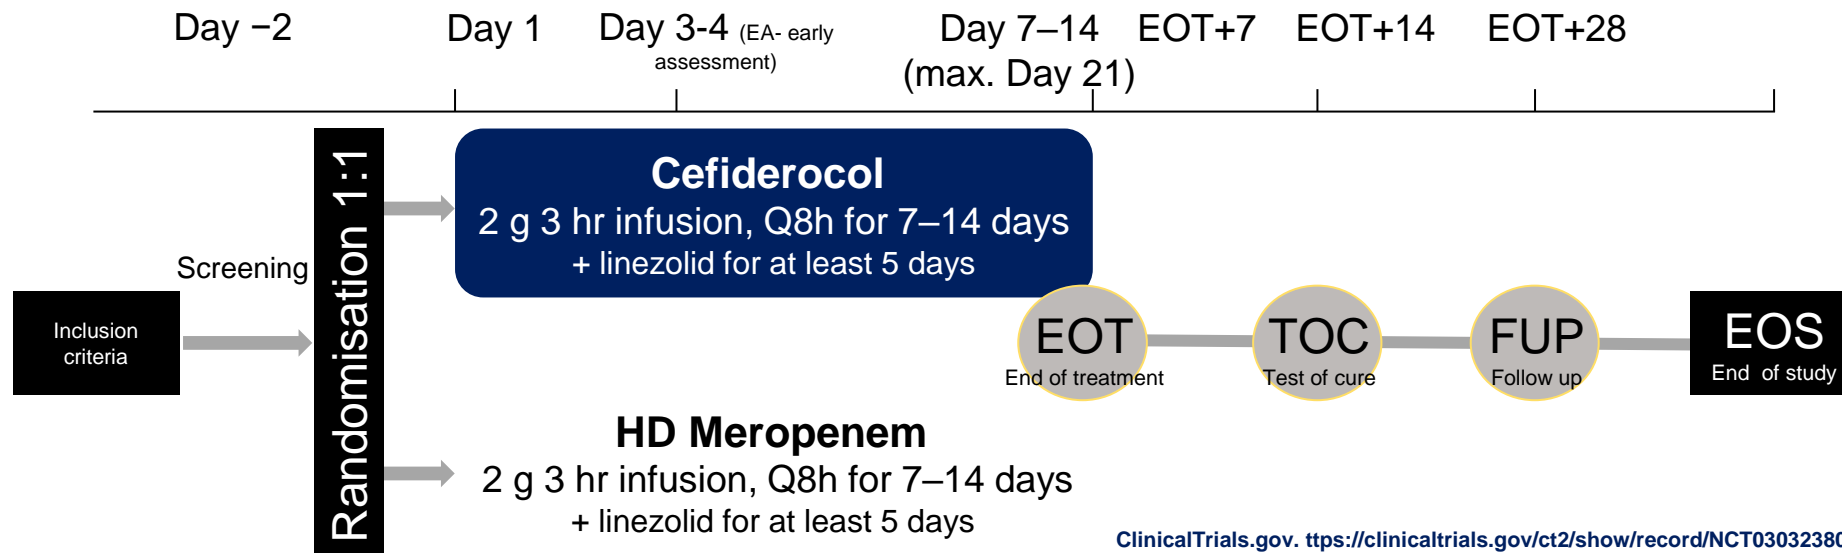 Day −2
Day 1
Day 3-4 (EA- early
assessment)
Day 7–14
(max. Day 21)
EOT+7
EOT+14
EOT+28
Cefiderocol
2 g 3 hr infusion, Q8h for 7–14 days
+ linezolid for at least 5 days
Randomisation 1:1
Screening
Inclusion
criteria
EOT
End of treatment
TOC
Test of cure
FUP
Follow up
EOS
End of study
HD Meropenem
2 g 3 hr infusion, Q8h for 7–14 days
+ linezolid for at least 5 days
ClinicalTrials.gov. ttps://clinicaltrials.gov/ct2/show/record/NCT03032380